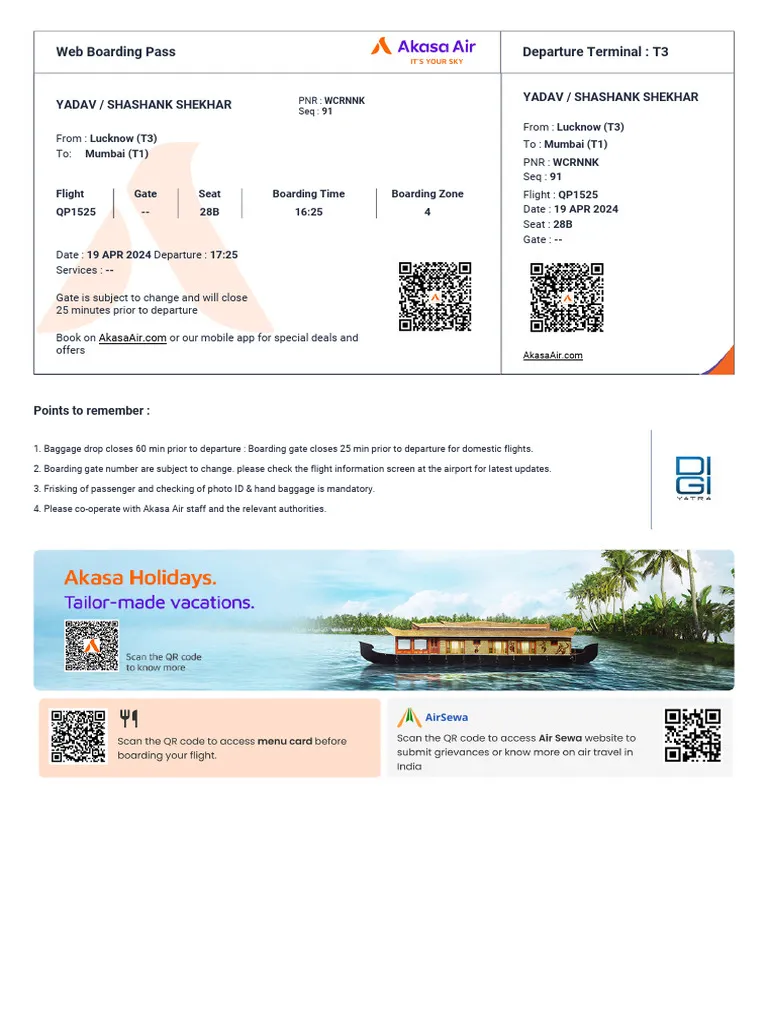 Web Boarding Pass
Akasa Air
IT'S YOUR SKY
Departure Terminal : T3
YADAV / SHASHANK SHEKHAR
PNR : WCRNNK
Seq : 91
From : Lucknow (T3)
To: Mumbai (T1)
Flight Gate Seat Boarding Time Boarding Zone
QP1525 -- 28B 16:25 4
Date : 19 APR 2024 Departure : 17:25
Services : --
Gate is subject to change and will close
25 minutes prior to departure
Book on AkasaAir.com or our mobile app for special deals and
offers
YADAV / SHASHANK SHEKHAR
From : Lucknow (T3)
To : Mumbai (T1)
PNR : WCRNNK
Seq : 91
Flight : QP1525
Date : 19 APR 2024
Seat : 28B
Gate : --
AkasaAir.com
Points to remember :
1. Baggage drop closes 60 min prior to departure : Boarding gate closes 25 min prior to departure for domestic flights.
2. Boarding gate number are subject to change. please check the flight information screen at the airport for latest updates.
3. Frisking of passenger and checking of photo ID & hand baggage is mandatory.
4. Please co-operate with Akasa Air staff and the relevant authorities.
DIGI
YATRA
Akasa Holidays.
Tailor-made vacations.
Scan the QR code
to know more
Scan the QR code to access menu card before
boarding your flight.
AirSewa
Scan the QR code to access Air Sewa website to
submit grievances or know more on air travel in
India